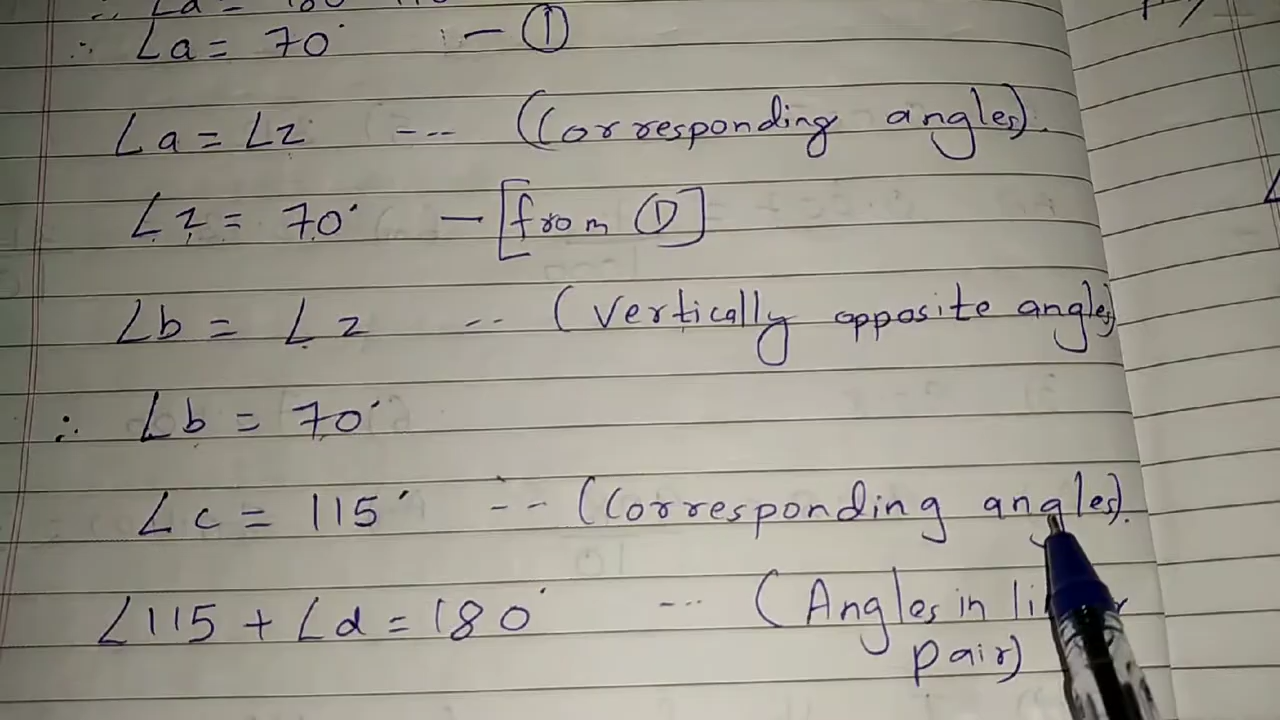 ∴ ∠a = 180
∴ ∠a = 70° - ①
∠a = ∠z --- (Corresponding angles).
∠z = 70° - [from ①]
∠b = ∠z -- (Vertically opposite angles)
∴ ∠b = 70°
∠c = 115° -- (Corresponding angles).
∠115 + ∠d = 180° --- (Angles in
pair)